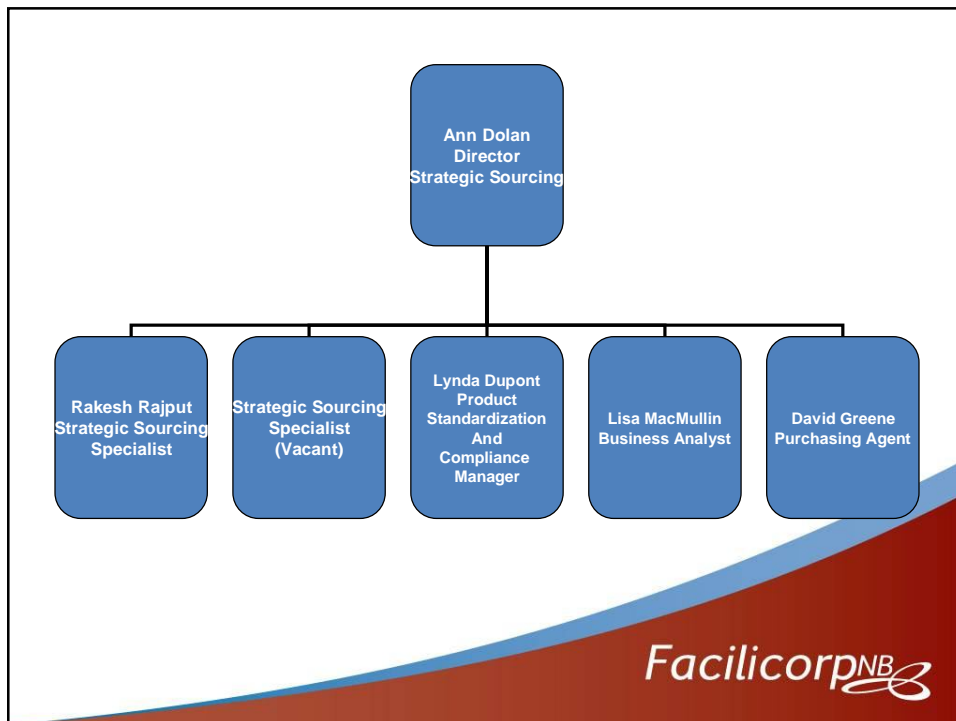 Ann Dolan
Director
Strategic Sourcing
Rakesh Rajput
Strategic Sourcing
Specialist
Strategic Sourcing
Specialist
(Vacant)
Lynda Dupont
Product
Standardization
And
Compliance
Manager
Lisa MacMullin
Business Analyst
David Greene
Purchasing Agent
FacilicorpNB